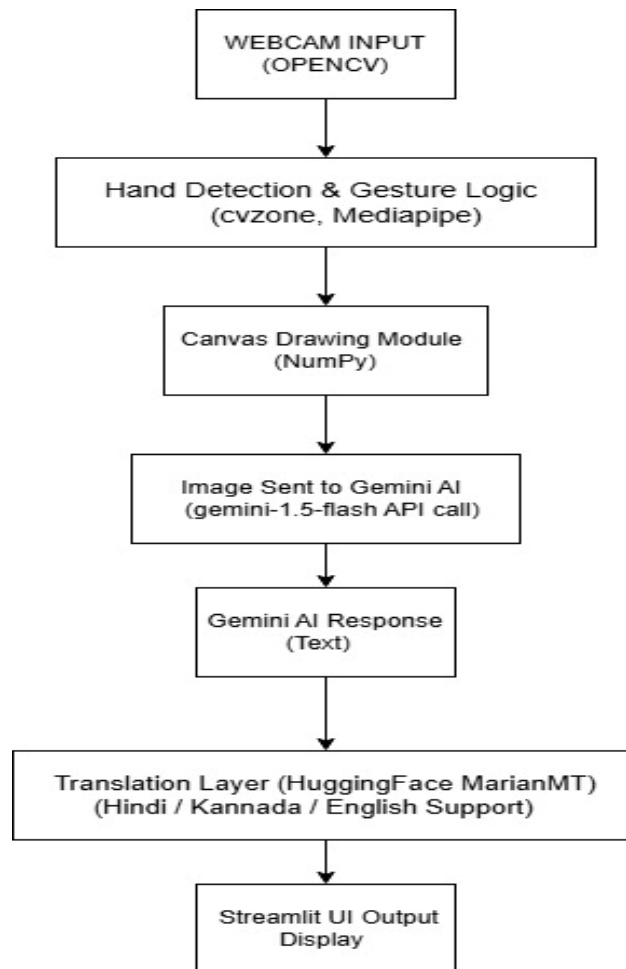 WEBCAM INPUT
(OPENCV)
Hand Detection & Gesture Logic
(cvzone, Mediapipe)
Canvas Drawing Module
(NumPy)
Image Sent to Gemini AI
(gemini-1.5-flash API call)
Gemini AI Response
(Text)
Translation Layer (HuggingFace MarianMT)
(Hindi / Kannada / English Support)
Streamlit UI Output
Display